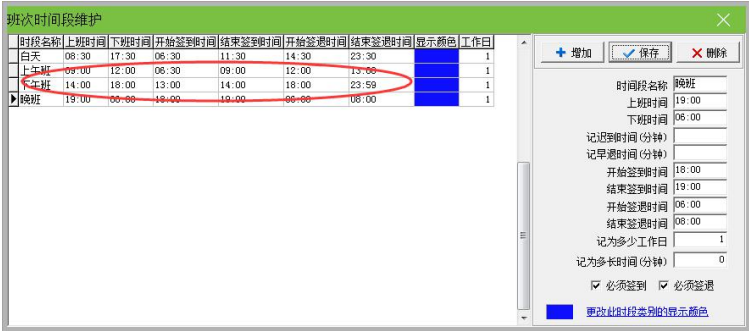 班次时间段维护
时段名称 上班时间 下班时间 开始签到时间 结束签到时间 开始签退时间 结束签退时间 显示颜色 工作日
白天 08:30 17:30 06:30 11:30 14:30 23:30 1
上午班 09:00 12:00 06:30 09:00 12:00 13:00 1
下午班 14:00 18:00 13:00 14:00 18:00 23:59 1
晚班 19:00 06:00 18:00 19:00 06:00 08:00 1
增加 保存 删除
时间段名称 晚班
上班时间 19:00
下班时间 06:00
记迟到时间(分钟)
记早退时间(分钟)
开始签到时间 18:00
结束签到时间 19:00
开始签退时间 06:00
结束签退时间 08:00
记为多少工作日 1
记为多长时间(分钟) 0
必须签到 必须签退
更改此时段类别的显示颜色